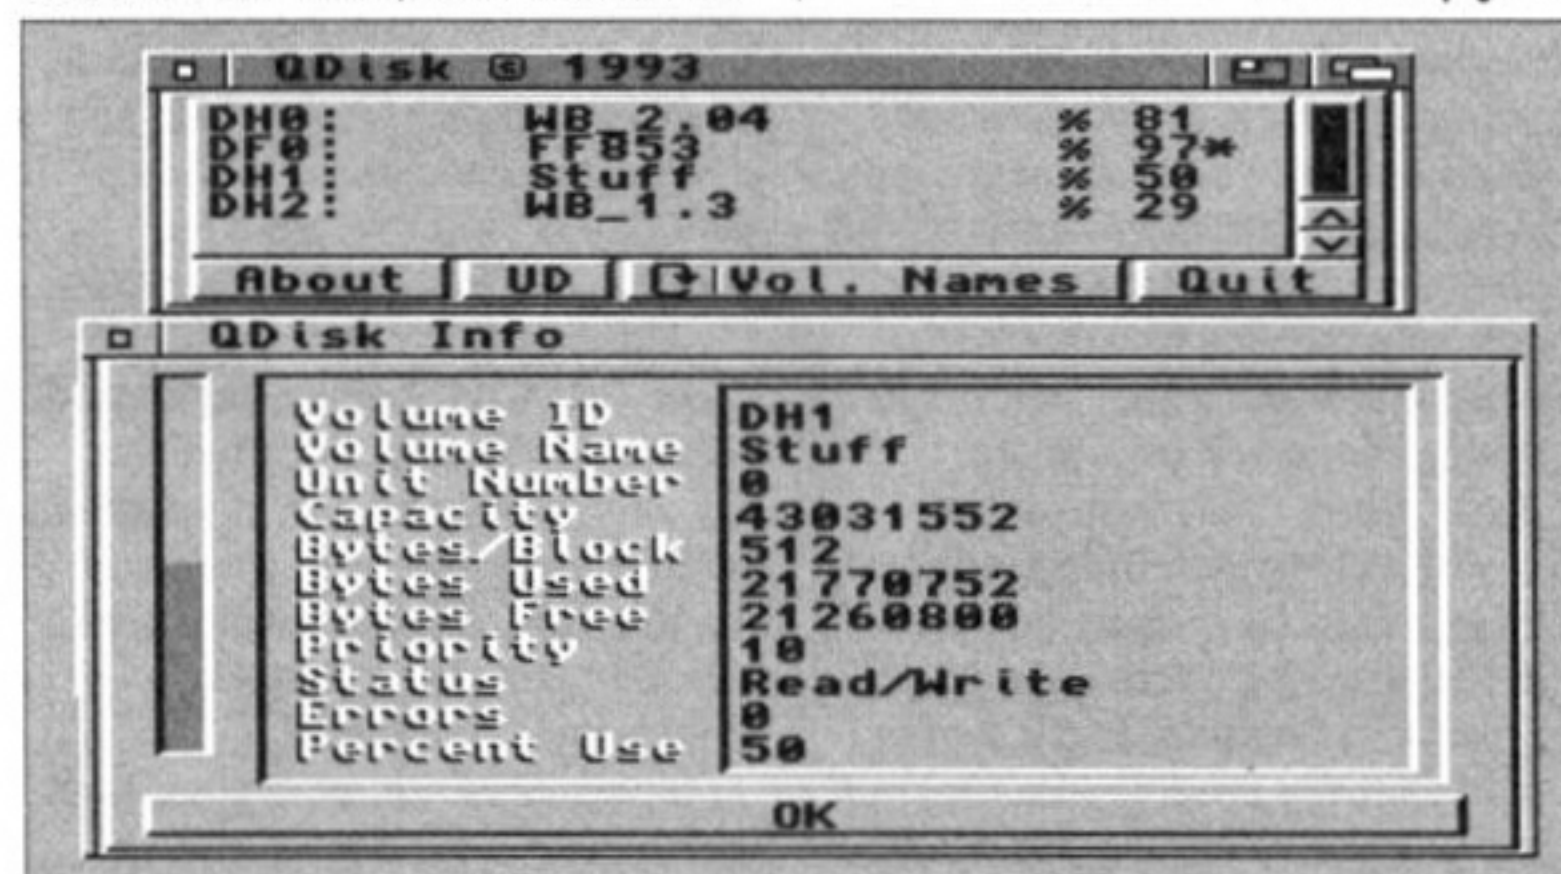 QDisk © 1993
DH0: WB_2.04 % 81
DF0: FF853 % 97*
DH1: Stuff % 50
DH2: WB_1.3 % 29
About UD Vol. Names Quit
QDisk Info
Volume ID DH1
Volume Name Stuff
Unit Number 0
Capacity 43031552
Bytes/Block 512
Bytes Used 21770752
Bytes Free 21260800
Priority 10
Status Read/Write
Errors 0
Percent Use 50
OK